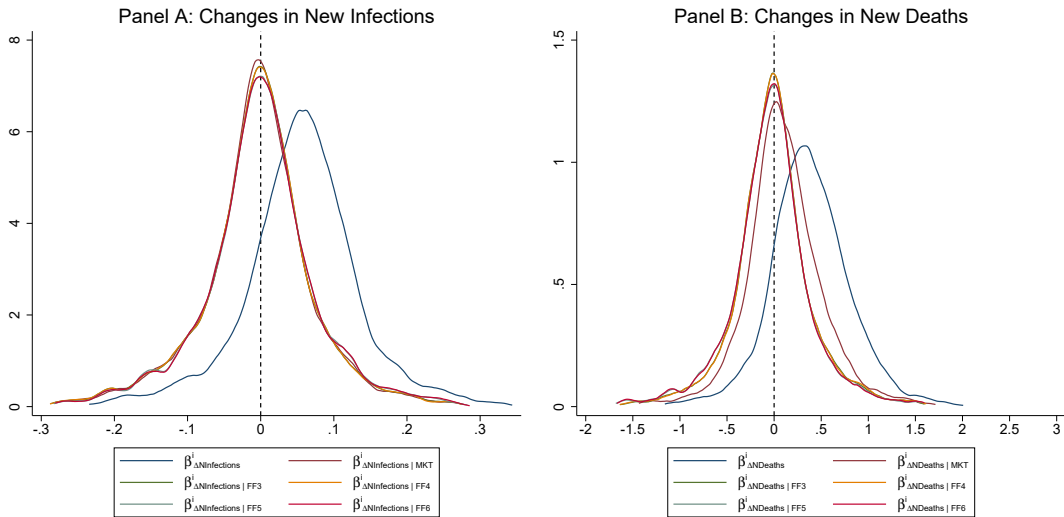 Panel A: Changes in New Infections
8
6
4
2
0
-.3 -.2 -.1 0 .1 .2 .3
β^i_ΔNInfections β^i_ΔNInfections | MKT
β^i_ΔNInfections | FF3 β^i_ΔNInfections | FF4
β^i_ΔNInfections | FF5 β^i_ΔNInfections | FF6
Panel B: Changes in New Deaths
1.5
1
.5
0
-2 -1.5 -1 -.5 0 .5 1 1.5 2 2.5 3
β^i_ΔNDeaths β^i_ΔNDeaths | MKT
β^i_ΔNDeaths | FF3 β^i_ΔNDeaths | FF4
β^i_ΔNDeaths | FF5 β^i_ΔNDeaths | FF6